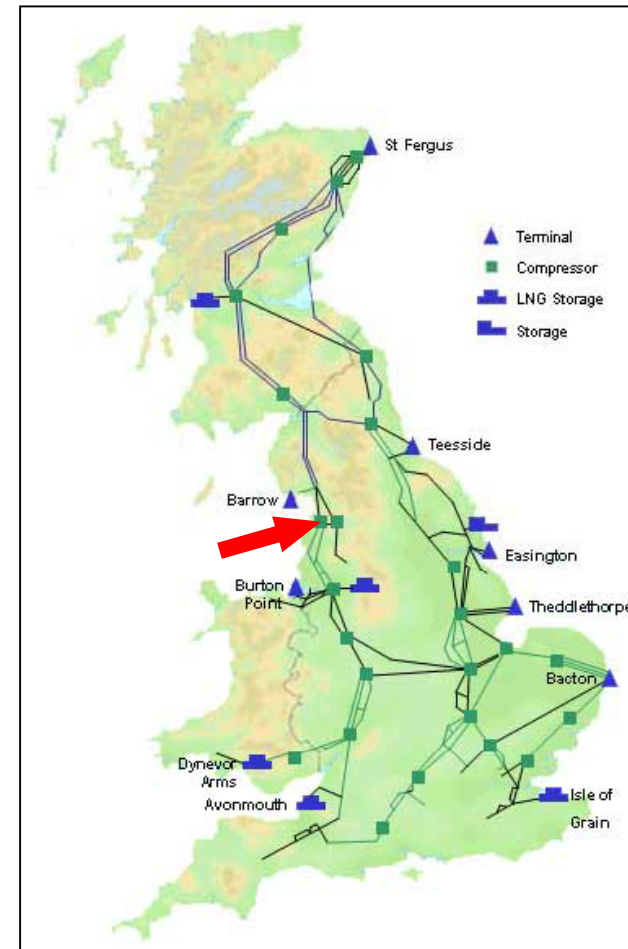 St Fergus
Terminal
Compressor
LNG Storage
Storage
Teesside
Barrow
Easington
Burton
Point
Theddlethorpe
Bacton
Dynevor
Arms
Avonmouth
Isle of
Grain